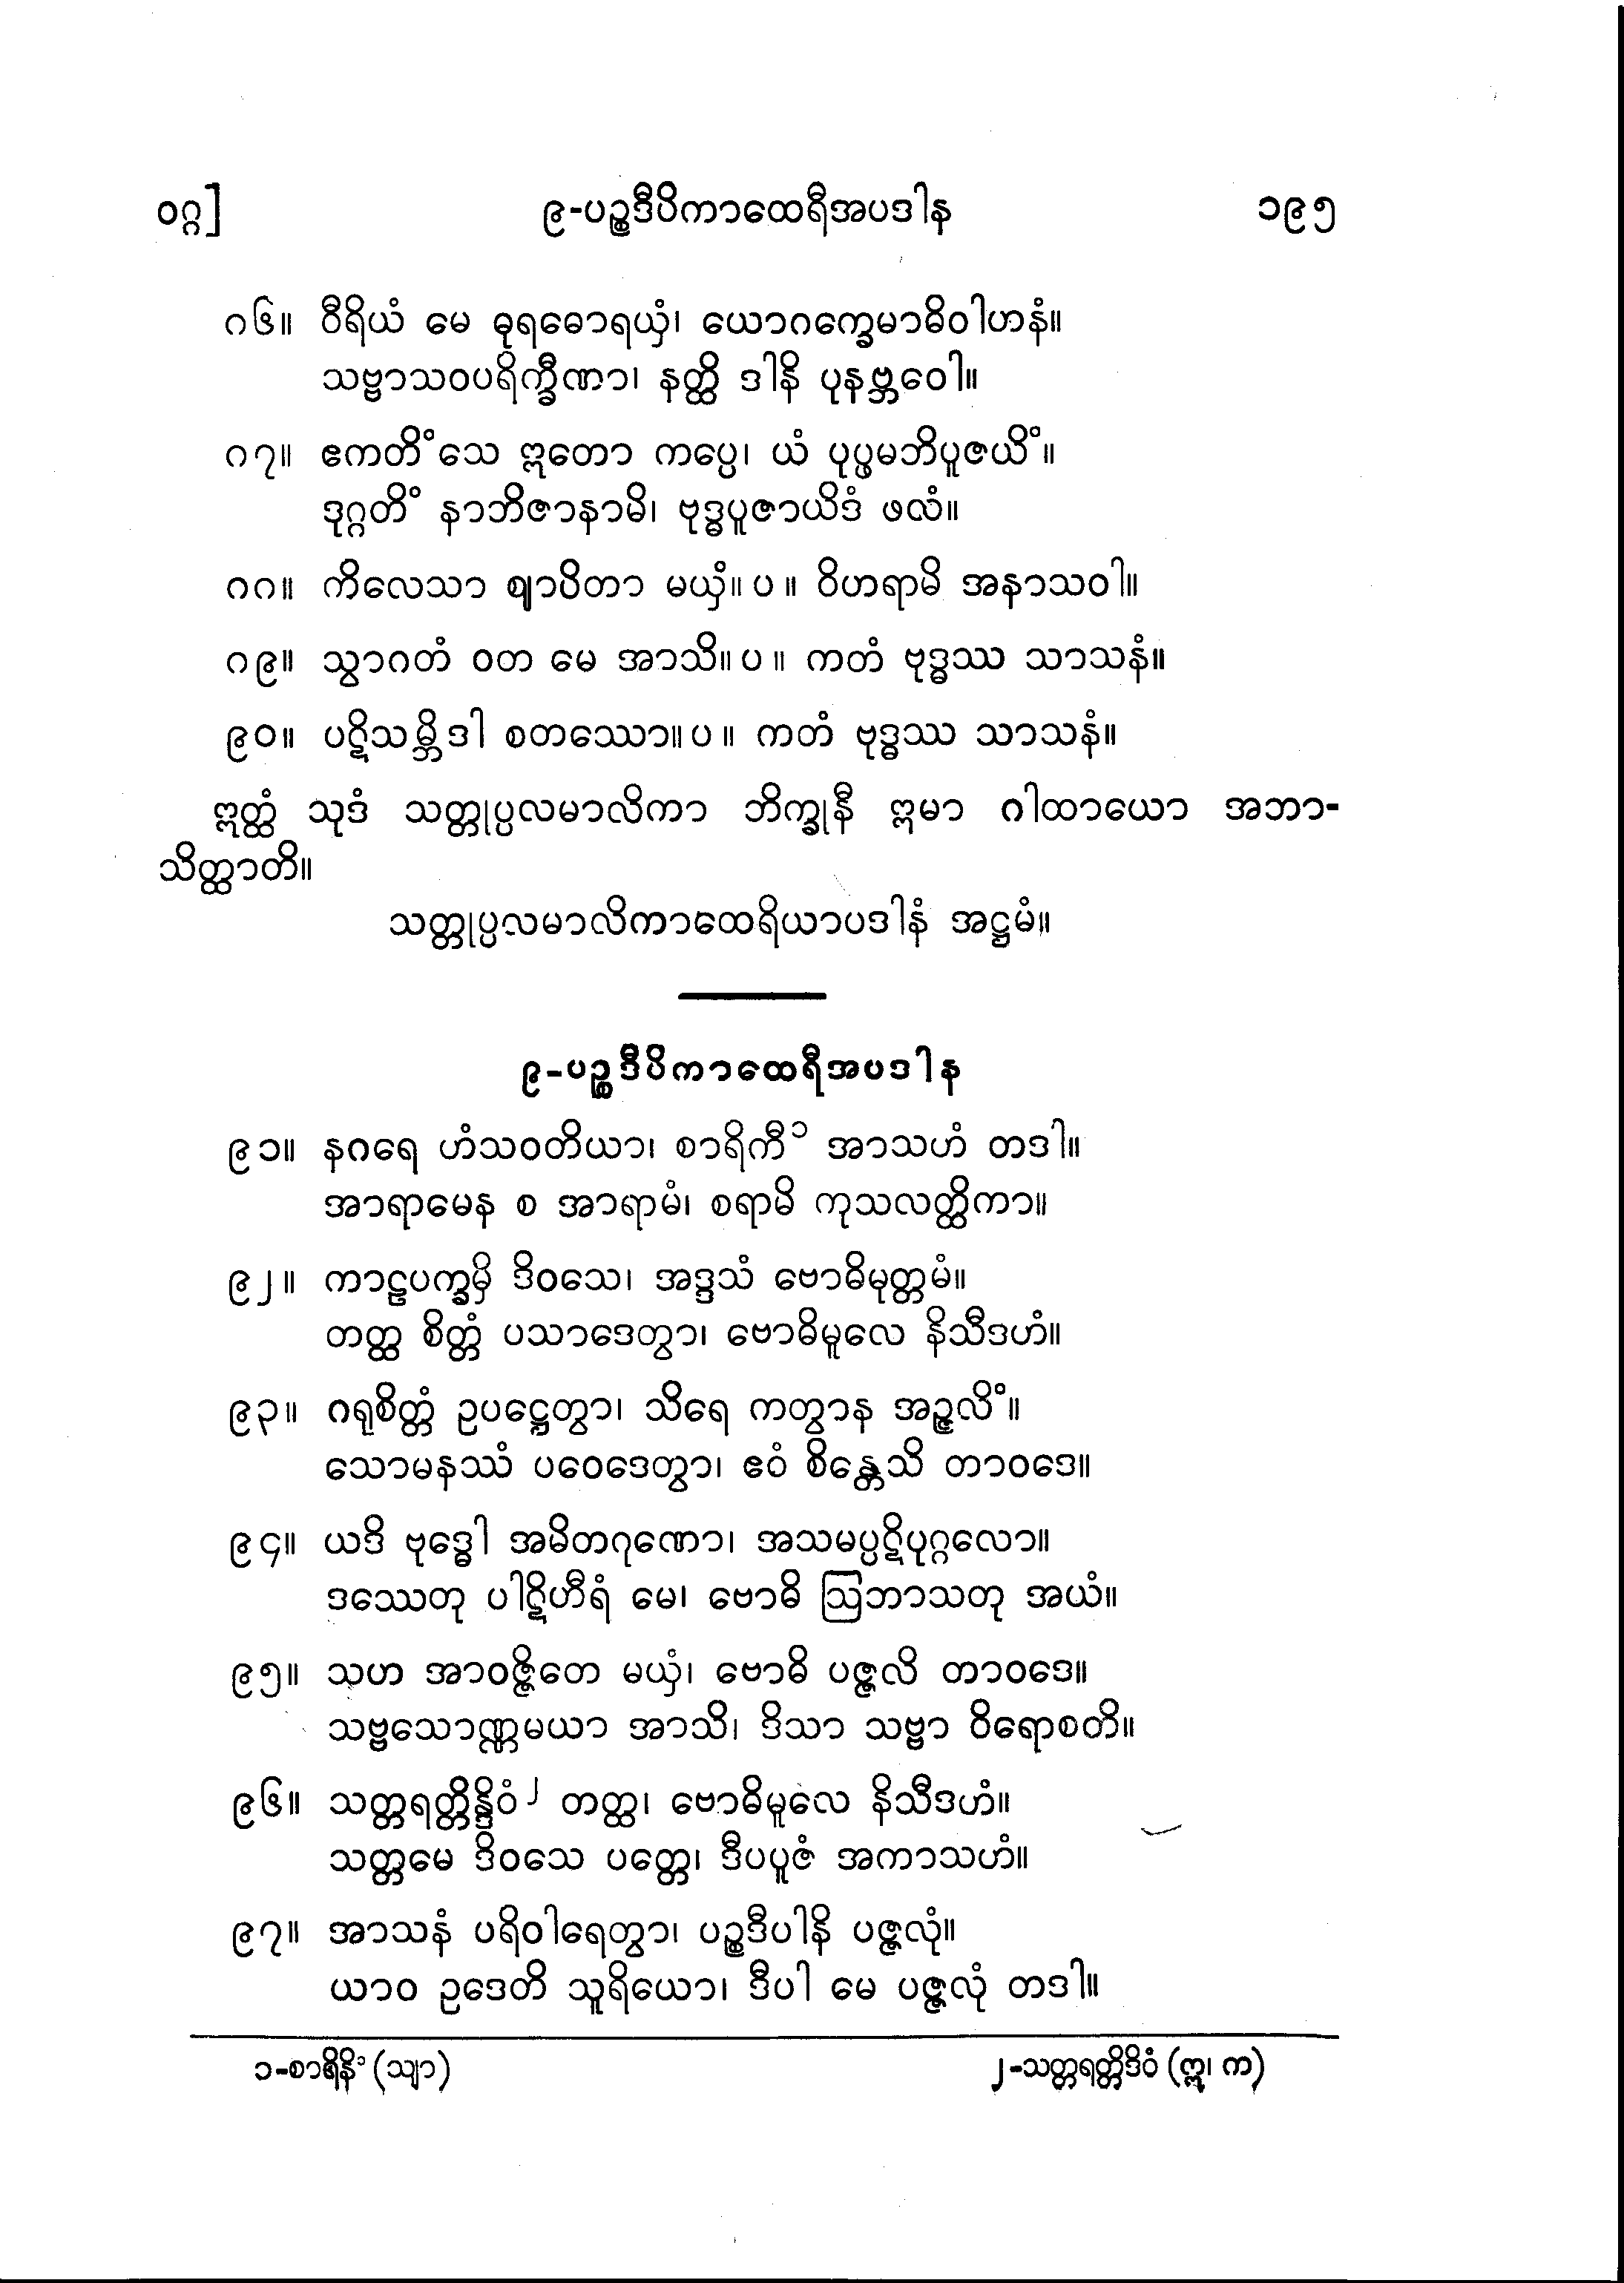 ဝဂ္ဂ] ၉-ပဉ္စဒီပိကာထေရီအပဒါန ၁၉၅
၈၆။ ဝီရိယံ မေ ဓုရဓောရယှံ၊ ယောဂက္ခေမာဓိဝါဟနံ။
သဗ္ဗာသဝပရိက္ခီဏာ၊ နတ္ထိ ဒါနိ ပုနဗ္ဘဝေါ။
၈၇။ ဧကတိံသေ ဣတော ကပ္ပေ၊ ယံ ပုပ္ဖမဘိပူဇယိံ။
ဒုဂ္ဂတိံ နာဘိဇာနာမိ၊ ဗုဒ္ဓပူဇာယိဒံ ဖလံ။
၈၈။ ကိလေသာ ဈာပိတာ မယှံ။ ပ ။ ဝိဟရာမိ အနာသဝါ။
၈၉။ သွာဂတံ ဝတ မေ အာသိ။ ပ ။ ကတံ ဗုဒ္ဓဿ သာသနံ။
၉၀။ ပဋိသမ္ဘိဒါ စတဿော။ ပ ။ ကတံ ဗုဒ္ဓဿ သာသနံ။
ဣတ္ထံ သုဒံ သတ္တုပ္ပလမာလိကာ ဘိက္ခုနီ ဣမာ ဂါထာယော အဘာ-
သိတ္ထာတိ။
သတ္တုပ္ပလမာလိကာထေရိယာပဒါနံ အဋ္ဌမံ။
၉-ပဉ္စဒီပိကာထေရီအပဒါန
၉၁။ နဂရေ ဟံသဝတိယာ၊ စာရိကီ ၁ အာသဟံ တဒါ။
အာရာမေန စ အာရာမံ၊ စရာမိ ကုသလတ္ထိကာ။
၉၂။ ကာဠပက္ခမှိ ဒိဝသေ၊ အဒ္ဒသံ ဗောဓိမုတ္တမံ။
တတ္ထ စိတ္တံ ပသာဒေတွာ၊ ဗောဓိမူလေ နိသီဒဟံ။
၉၃။ ဂရုစိတ္တံ ဥပဋ္ဌေတွာ၊ သိရေ ကတွာန အဉ္ဇလိံ။
သောမနဿံ ပဝေဒေတွာ၊ ဧဝံ စိန္တေသိ တာဝဒေ။
၉၄။ ယဒိ ဗုဒ္ဓေါ အမိတဂုဏော၊ အသမပ္ပဋိပုဂ္ဂလော။
ဒဿေတု ပါဋိဟီရံ မေ၊ ဗောဓိ ဩဘာသတု အယံ။
၉၅။ သဟ အာဝဇ္ဇိတေ မယှံ၊ ဗောဓိ ပဇ္ဇလိ တာဝဒေ။
သဗ္ဗသောဏ္ဏမယာ အာသိ၊ ဒိသာ သဗ္ဗာ ဝိရောစတိ။
၉၆။ သတ္တရတ္တိန္ဒိဝံ ၂ တတ္ထ၊ ဗောဓိမူလေ နိသီဒဟံ။
သတ္တမေ ဒိဝသေ ပတ္တေ၊ ဒီပပူဇံ အကာသဟံ။
၉၇။ အာသနံ ပရိဝါရေတွာ၊ ပဉ္စဒီပါနိ ပဇ္ဇလုံ။
ယာဝ ဥဒေတိ သူရိယော၊ ဒီပါ မေ ပဇ္ဇလုံ တဒါ။
၁-စာရိနိံ (သျာ) ၂-သတ္တရတ္တိဒိဝံ (ဣ၊ က)